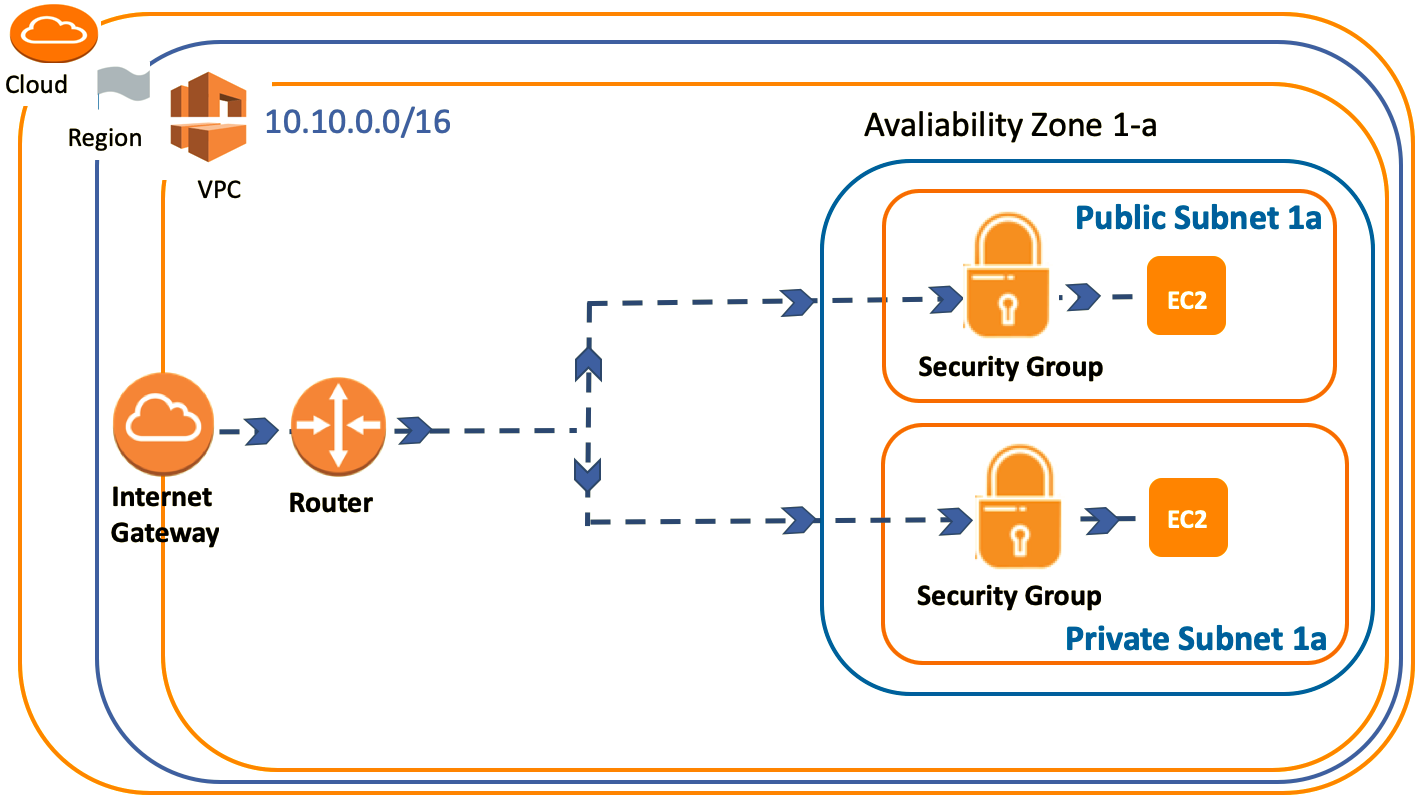 Cloud
Region
VPC
10.10.0.0/16
Avaliability Zone 1-a
Public Subnet 1a
EC2
Security Group
Internet
Gateway
Router
EC2
Security Group
Private Subnet 1a